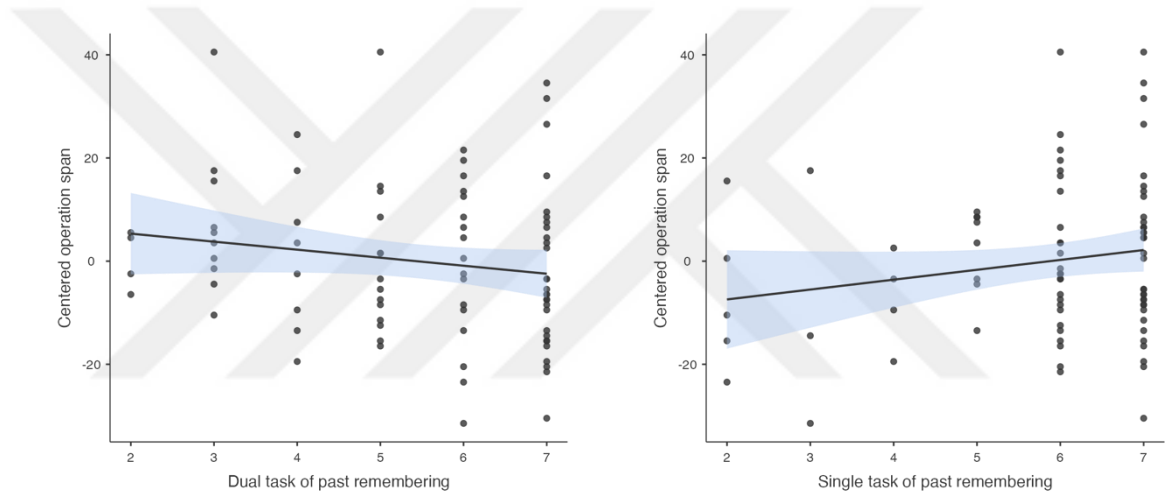 Centered operation span
40
20
0
-20
2 3 4 5 6 7
Dual task of past remembering
Centered operation span
40
20
0
-20
2 3 4 5 6 7
Single task of past remembering